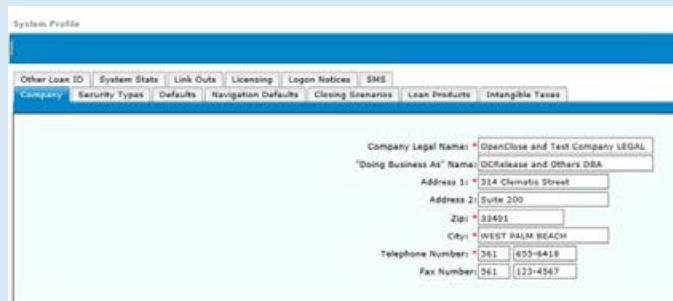 System Profile
Other Loan ID System Stats Link Outs Licensing Logon Notices SMS
Company Security Types Defaults Navigation Defaults Closing Scenarios Loan Products Intangible Taxes
Company Legal Name: * OpenClose and Test Company LEGAL
"Doing Business As" Name: OCRelease and Others DBA
Address 1: * 314 Clematis Street
Address 2: Suite 200
Zip: * 33401
City: * WEST PALM BEACH
Telephone Number: * 561 655-6418
Fax Number: 561 123-4567